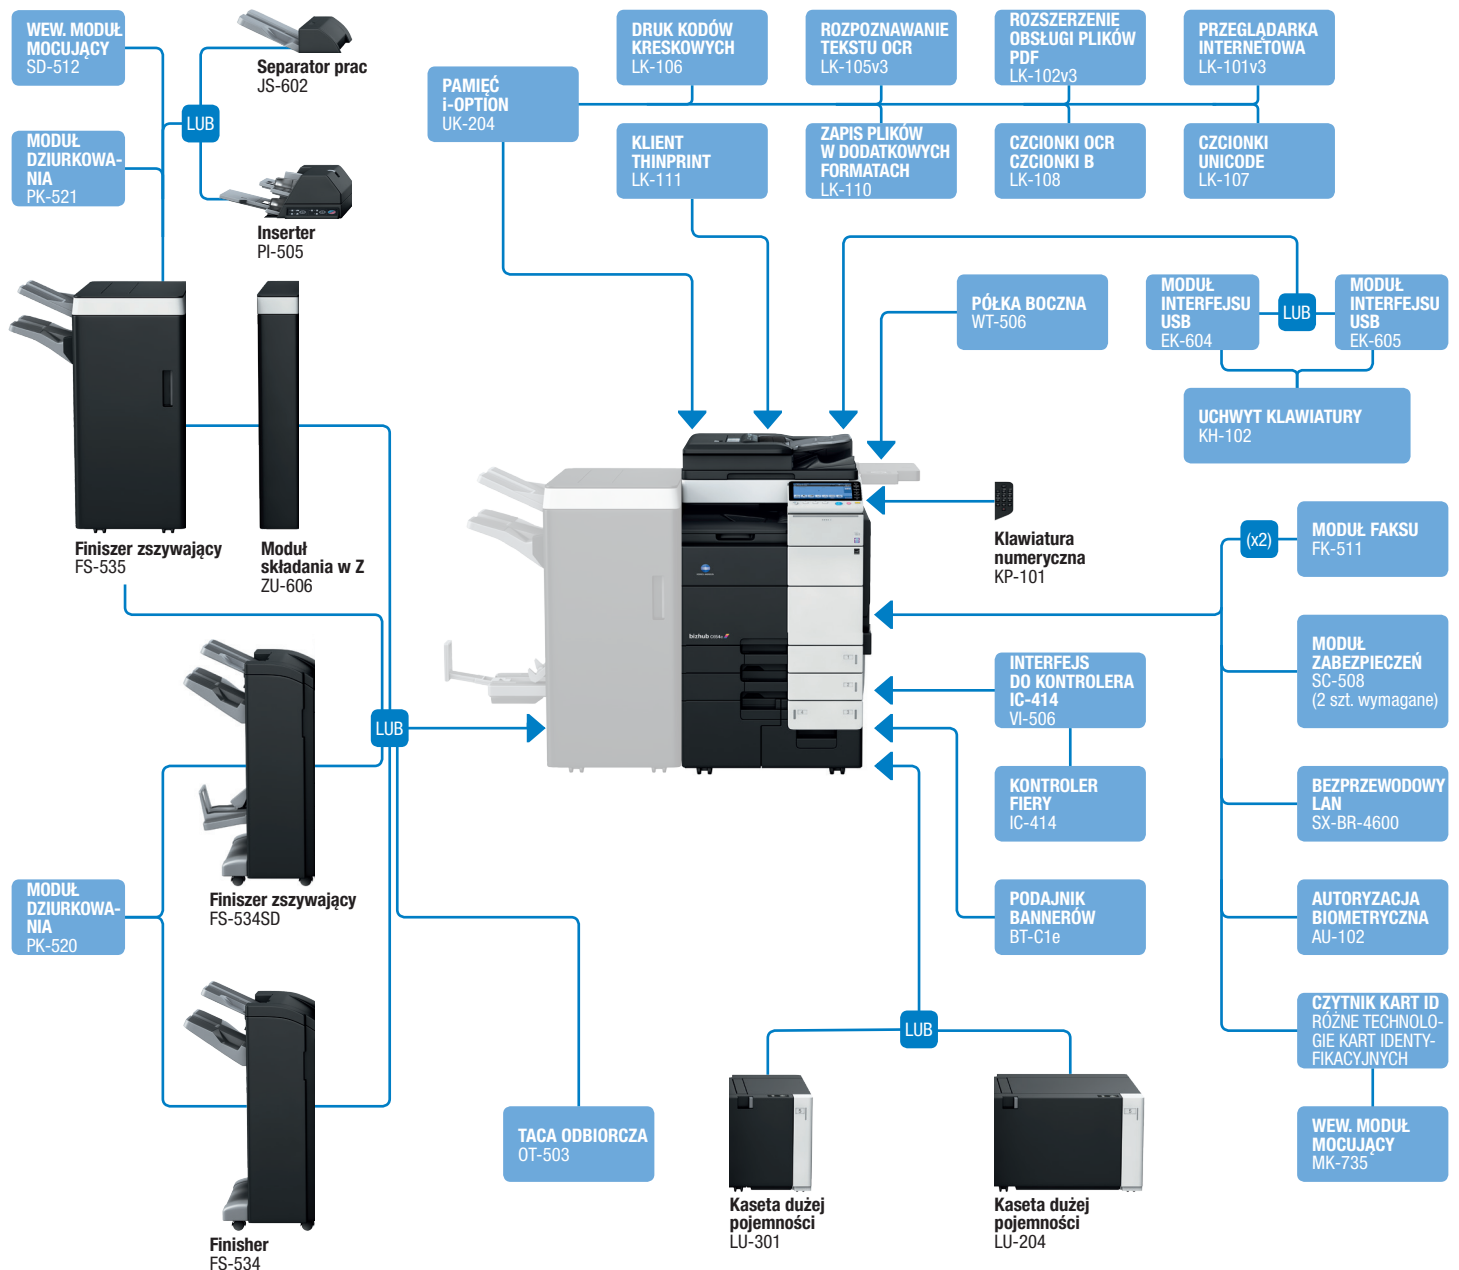 WEW. MODUŁ
MOCUJĄCY
SD-512
Separator prac
JS-602
LUB
MODUŁ
DZIURKOWA-
NIA
PK-521
Inserter
PI-505
PAMIĘĆ
i-OPTION
UK-204
DRUK KODÓW
KRESKOWYCH
LK-106
ROZPOZNAWANIE
TEKSTU OCR
LK-105v3
ROZSZERZENIE
OBSŁUGI PLIKÓW
PDF
LK-102v3
PRZEGLĄDARKA
INTERNETOWA
LK-101v3
KLIENT
THINPRINT
LK-111
ZAPIS PLIKÓW
W DODATKOWYCH
FORMATACH
LK-110
CZCIONKI OCR
CZCIONKI B
LK-108
CZCIONKI
UNICODE
LK-107
PÓŁKA BOCZNA
WT-506
MODUŁ
INTERFEJSU
USB
EK-604
LUB
MODUŁ
INTERFEJSU
USB
EK-605
UCHWYT KLAWIATURY
KH-102
Finiszer zszywający
FS-535
Moduł
składania w Z
ZU-606
Klawiatura
numeryczna
KP-101
(x2)
MODUŁ FAKSU
FK-511
MODUŁ
ZABEZPIECZEŃ
SC-508
(2 szt. wymagane)
bizhub
INTERFEJS
DO KONTROLERA
IC-414
VI-506
LUB
KONTROLER
FIERY
IC-414
BEZPRZEWODOWY
LAN
SX-BR-4600
MODUŁ
DZIURKOWA-
NIA
PK-520
Finiszer zszywający
FS-534SD
PODAJNIK
BANNERÓW
BT-C1e
AUTORYZACJA
BIOMETRYCZNA
AU-102
LUB
CZYTNIK KART ID
RÓŻNE TECHNOLO-
GIE KART IDENTY-
FIKACYJNYCH
TACA ODBIORCZA
OT-503
WEW. MODUŁ
MOCUJĄCY
MK-735
Finisher
FS-534
Kaseta dużej
pojemności
LU-301
Kaseta dużej
pojemności
LU-204